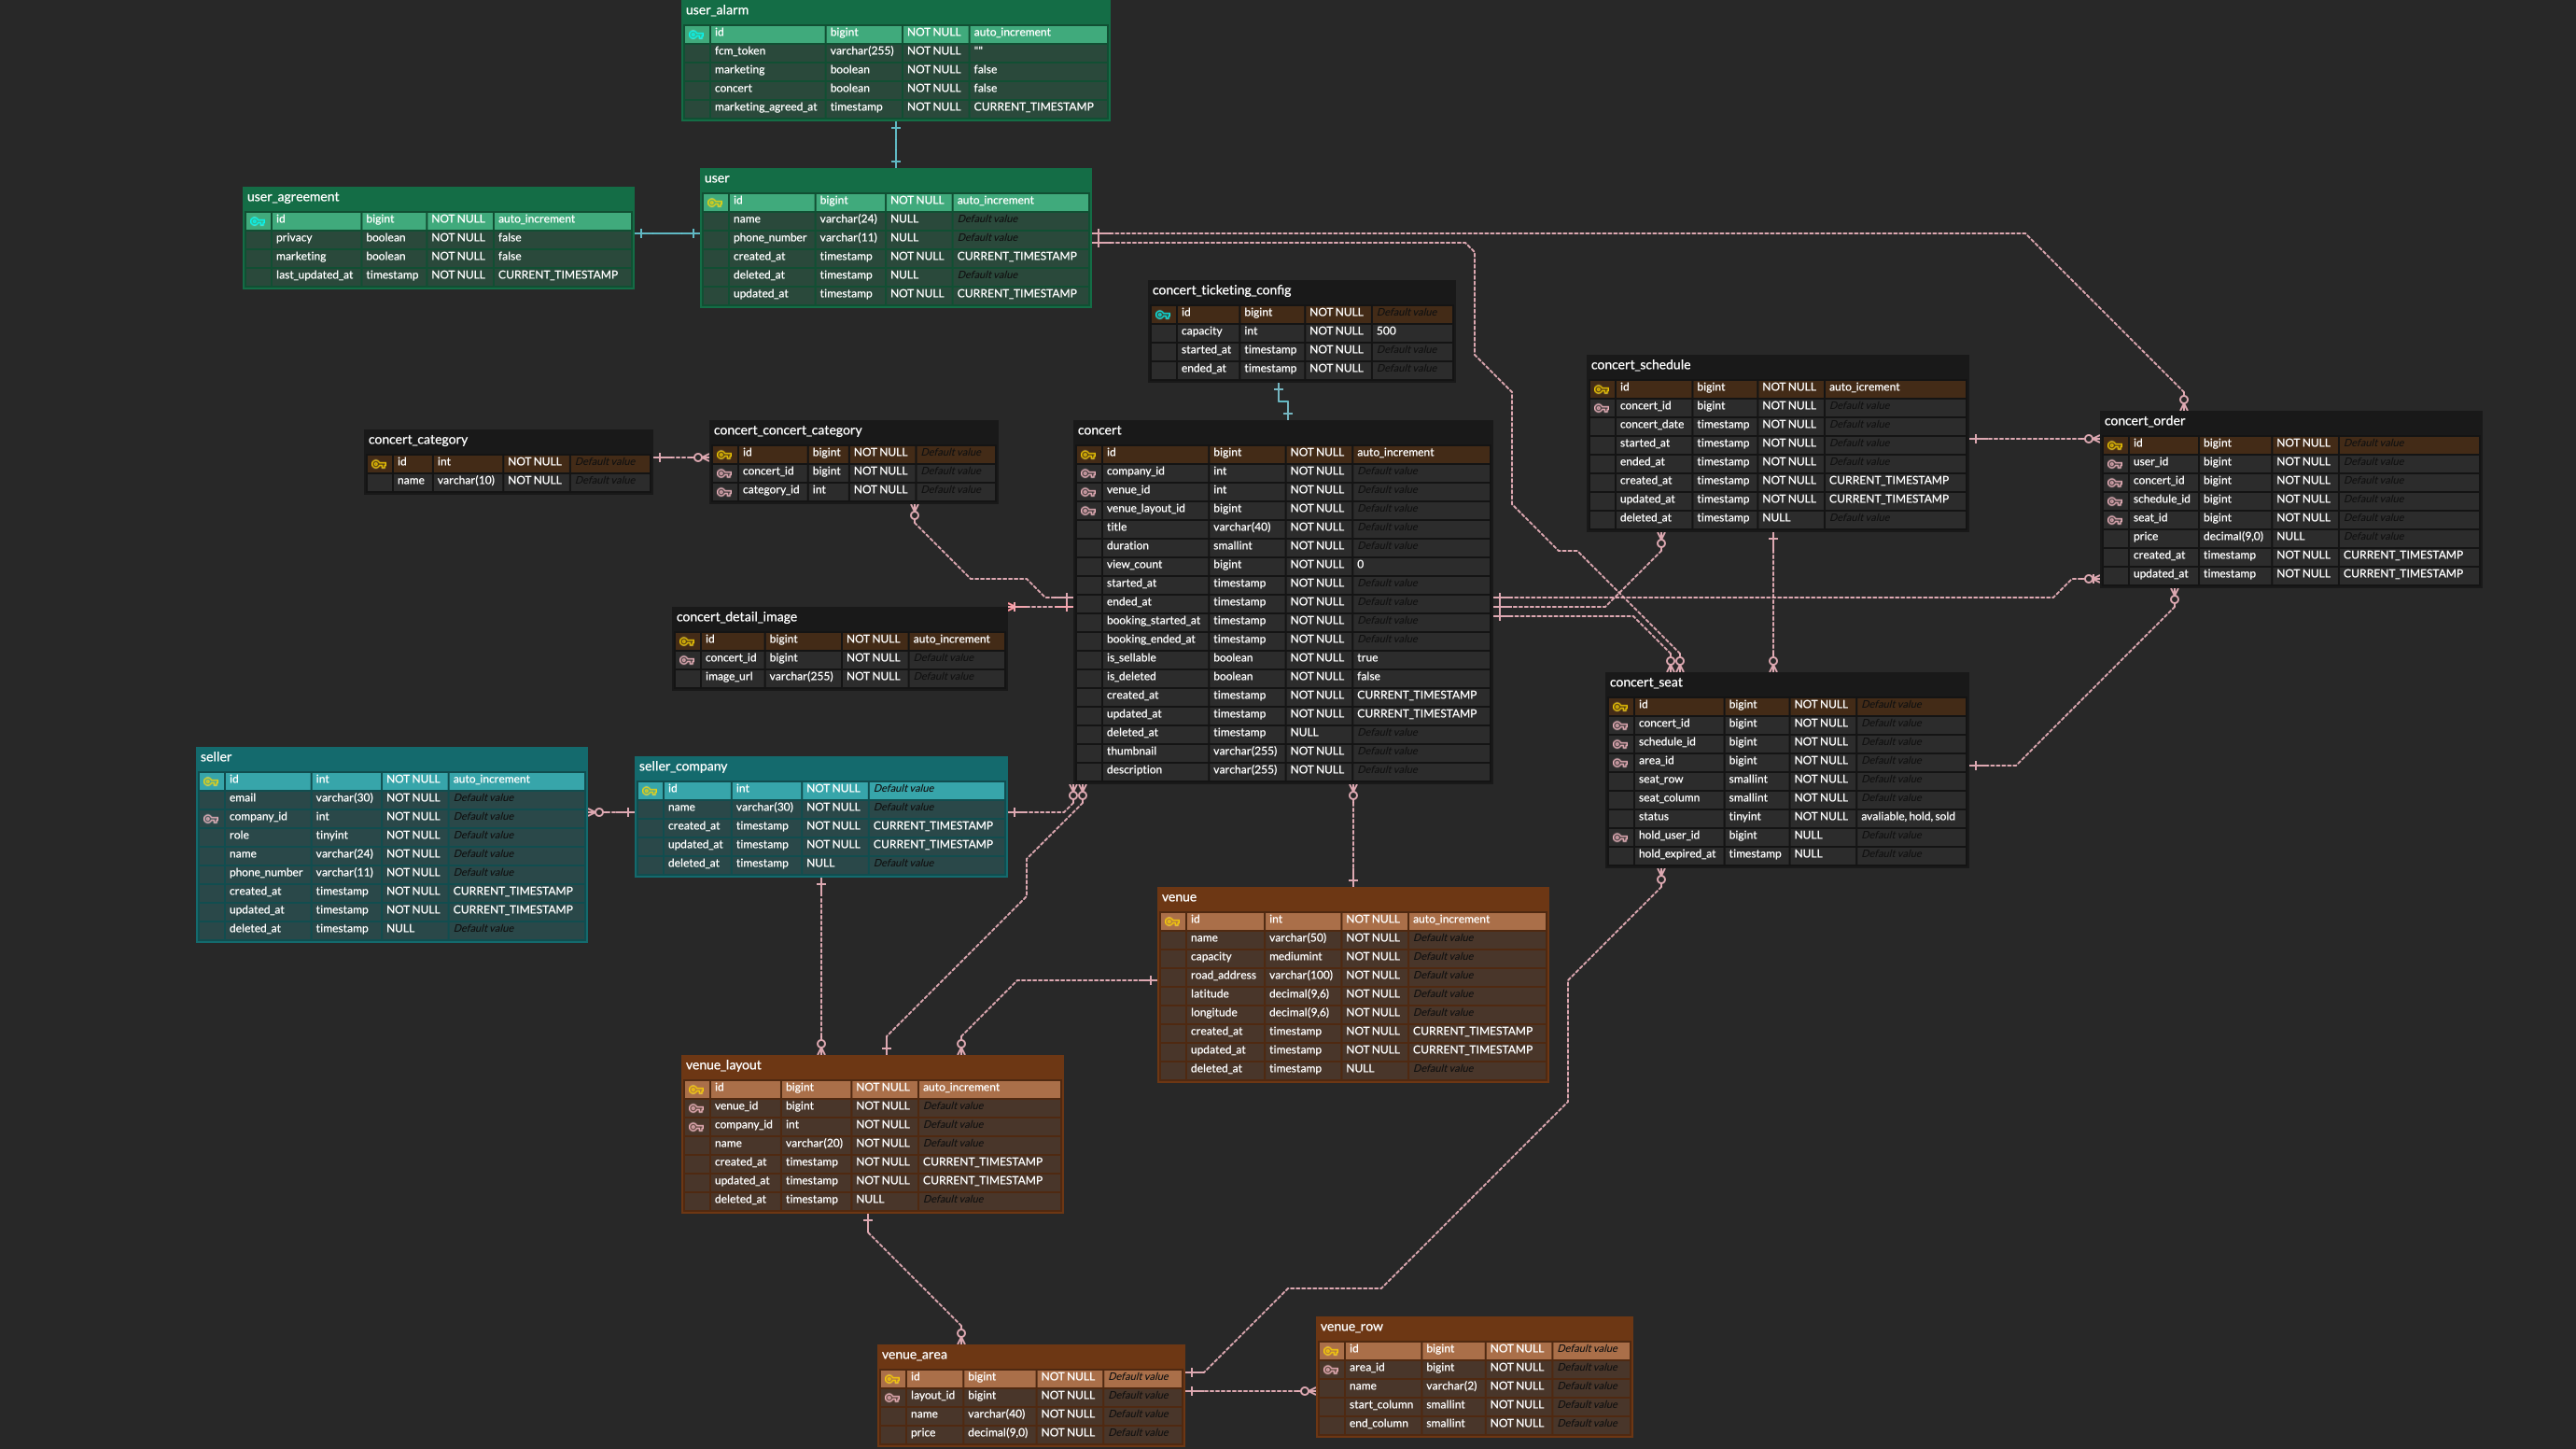 user_alarm
id bigint NOT NULL auto_increment
fcm_token varchar(255) NOT NULL ""
marketing boolean NOT NULL false
concert boolean NOT NULL false
marketing_agreed_at timestamp NOT NULL CURRENT_TIMESTAMP
user_agreement
id bigint NOT NULL auto_increment
privacy boolean NOT NULL false
marketing boolean NOT NULL false
last_updated_at timestamp NOT NULL CURRENT_TIMESTAMP
user
id bigint NOT NULL auto_increment
name varchar(24) NULL Default value
phone_number varchar(11) NULL Default value
created_at timestamp NOT NULL CURRENT_TIMESTAMP
deleted_at timestamp NULL Default value
updated_at timestamp NOT NULL CURRENT_TIMESTAMP
concert_ticketing_config
id bigint NOT NULL Default value
capacity int NOT NULL 500
started_at timestamp NOT NULL Default value
ended_at timestamp NOT NULL Default value
concert_schedule
id bigint NOT NULL auto_icrement
concert_id bigint NOT NULL Default value
concert_date timestamp NOT NULL Default value
started_at timestamp NOT NULL Default value
ended_at timestamp NOT NULL Default value
created_at timestamp NOT NULL CURRENT_TIMESTAMP
updated_at timestamp NOT NULL CURRENT_TIMESTAMP
deleted_at timestamp NULL Default value
concert_order
id bigint NOT NULL Default value
user_id bigint NOT NULL Default value
concert_id bigint NOT NULL Default value
schedule_id bigint NOT NULL Default value
seat_id bigint NOT NULL Default value
price decimal(9,0) NULL Default value
created_at timestamp NOT NULL CURRENT_TIMESTAMP
updated_at timestamp NOT NULL CURRENT_TIMESTAMP
concert_category
id int NOT NULL Default value
name varchar(10) NOT NULL Default value
concert_concert_category
id bigint NOT NULL Default value
concert_id bigint NOT NULL Default value
category_id int NOT NULL Default value
concert
id bigint NOT NULL auto_increment
company_id int NOT NULL Default value
venue_id int NOT NULL Default value
venue_layout_id bigint NOT NULL Default value
title varchar(40) NOT NULL Default value
duration smallint NOT NULL Default value
view_count bigint NOT NULL 0
started_at timestamp NOT NULL Default value
ended_at timestamp NOT NULL Default value
booking_started_at timestamp NOT NULL Default value
booking_ended_at timestamp NOT NULL Default value
is_sellable boolean NOT NULL true
is_deleted boolean NOT NULL false
created_at timestamp NOT NULL CURRENT_TIMESTAMP
updated_at timestamp NOT NULL CURRENT_TIMESTAMP
deleted_at timestamp NULL Default value
thumbnail varchar(255) NOT NULL Default value
description varchar(255) NOT NULL Default value
concert_detail_image
id bigint NOT NULL auto_increment
concert_id bigint NOT NULL Default value
image_url varchar(255) NOT NULL Default value
concert_seat
id bigint NOT NULL Default value
concert_id bigint NOT NULL Default value
schedule_id bigint NOT NULL Default value
area_id bigint NOT NULL Default value
seat_row smallint NOT NULL Default value
seat_column smallint NOT NULL Default value
status tinyint NOT NULL avaliable, hold, sold
hold_user_id bigint NULL Default value
hold_expired_at timestamp NULL Default value
seller
id int NOT NULL auto_increment
email varchar(30) NOT NULL Default value
company_id int NOT NULL Default value
role tinyint NOT NULL Default value
name varchar(24) NOT NULL Default value
phone_number varchar(11) NOT NULL Default value
created_at timestamp NOT NULL CURRENT_TIMESTAMP
updated_at timestamp NOT NULL CURRENT_TIMESTAMP
deleted_at timestamp NULL Default value
seller_company
id int NOT NULL Default value
name varchar(30) NOT NULL Default value
created_at timestamp NOT NULL CURRENT_TIMESTAMP
updated_at timestamp NOT NULL CURRENT_TIMESTAMP
deleted_at timestamp NULL Default value
venue
id int NOT NULL auto_increment
name varchar(50) NOT NULL Default value
capacity mediumint NOT NULL Default value
road_address varchar(100) NOT NULL Default value
latitude decimal(9,6) NOT NULL Default value
longitude decimal(9,6) NOT NULL Default value
created_at timestamp NOT NULL CURRENT_TIMESTAMP
updated_at timestamp NOT NULL CURRENT_TIMESTAMP
deleted_at timestamp NULL Default value
venue_layout
id bigint NOT NULL auto_increment
venue_id bigint NOT NULL Default value
company_id int NOT NULL Default value
name varchar(20) NOT NULL Default value
created_at timestamp NOT NULL CURRENT_TIMESTAMP
updated_at timestamp NOT NULL CURRENT_TIMESTAMP
deleted_at timestamp NULL Default value
venue_area
id bigint NOT NULL Default value
layout_id bigint NOT NULL Default value
name varchar(40) NOT NULL Default value
price decimal(9,0) NOT NULL Default value
venue_row
id bigint NOT NULL Default value
area_id bigint NOT NULL Default value
name varchar(2) NOT NULL Default value
start_column smallint NOT NULL Default value
end_column smallint NOT NULL Default value